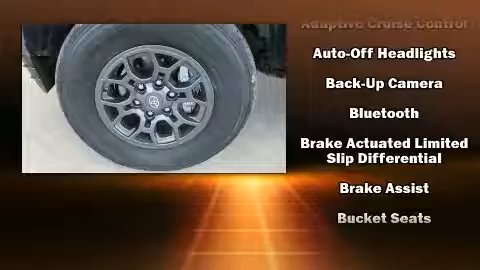 Adaptive Cruise Control
Auto-Off Headlights
Back-Up Camera
Bluetooth
Brake Actuated Limited
Slip Differential
Brake Assist
Bucket Seats